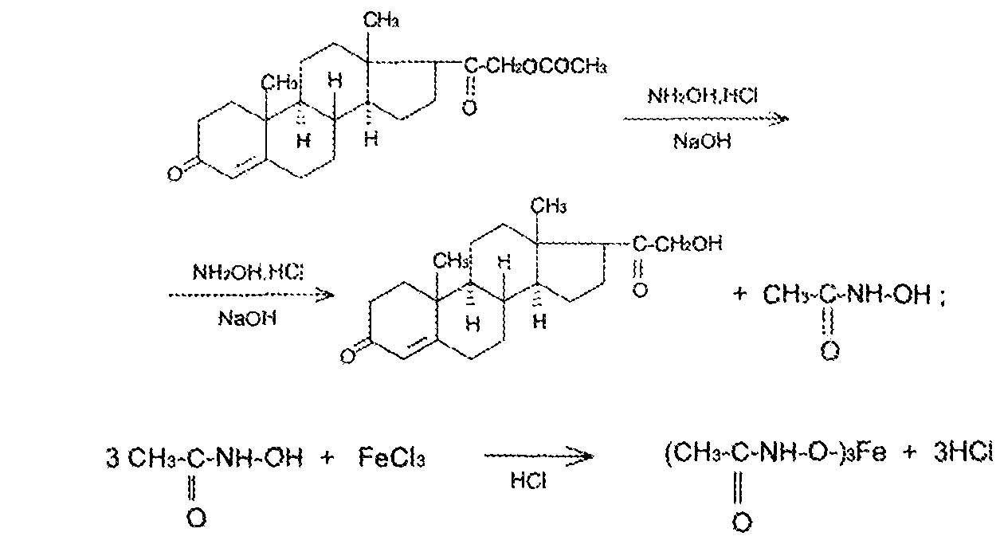 CH₃
C-CH₂OCOCH₃
CH₃ H
O
NH₂OH.HCl
H H
NaOH
O
CH₃
C-CH₂OH
CH₃ H
NH₂OH.HCl
O
+ CH₃-C-NH-OH ;
NaOH
H H
O
O
3 CH₃-C-NH-OH + FeCl₃
HCl
(CH₃-C-NH-O-)₃Fe + 3HCl
O
O